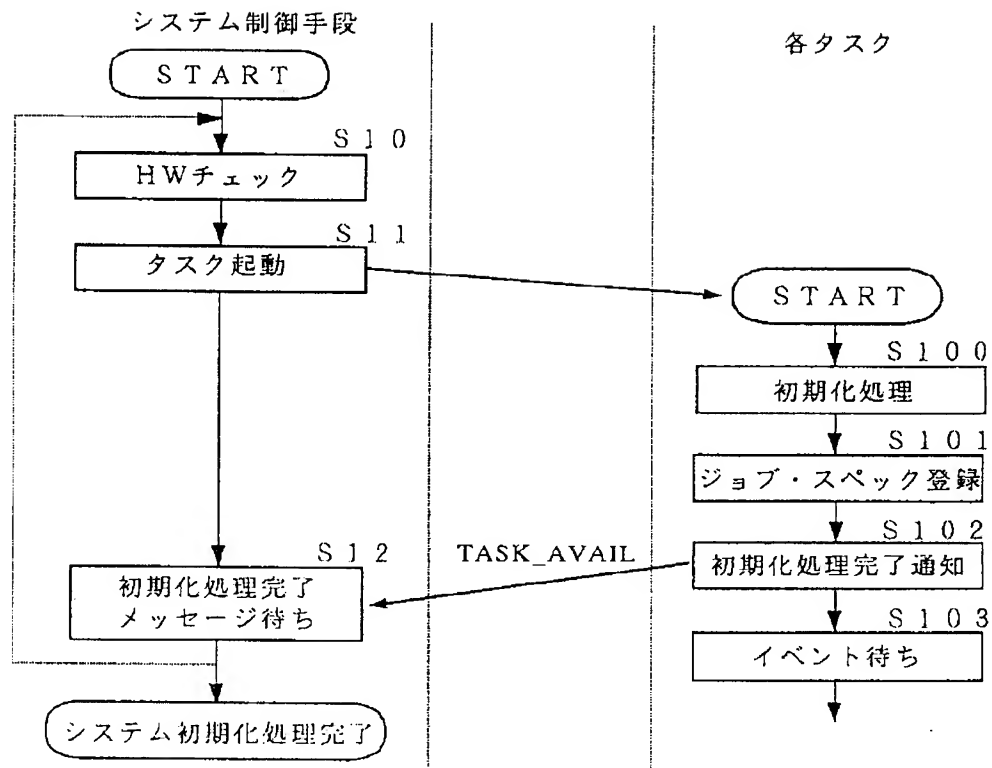 システム制御手段
START
S10
HWチェック
S11
タスク起動
S12
初期化処理完了
メッセージ待ち
システム初期化処理完了
TASK_AVAIL
各タスク
START
S100
初期化処理
S101
ジョブ・スペック登録
S102
初期化処理完了通知
S103
イベント待ち